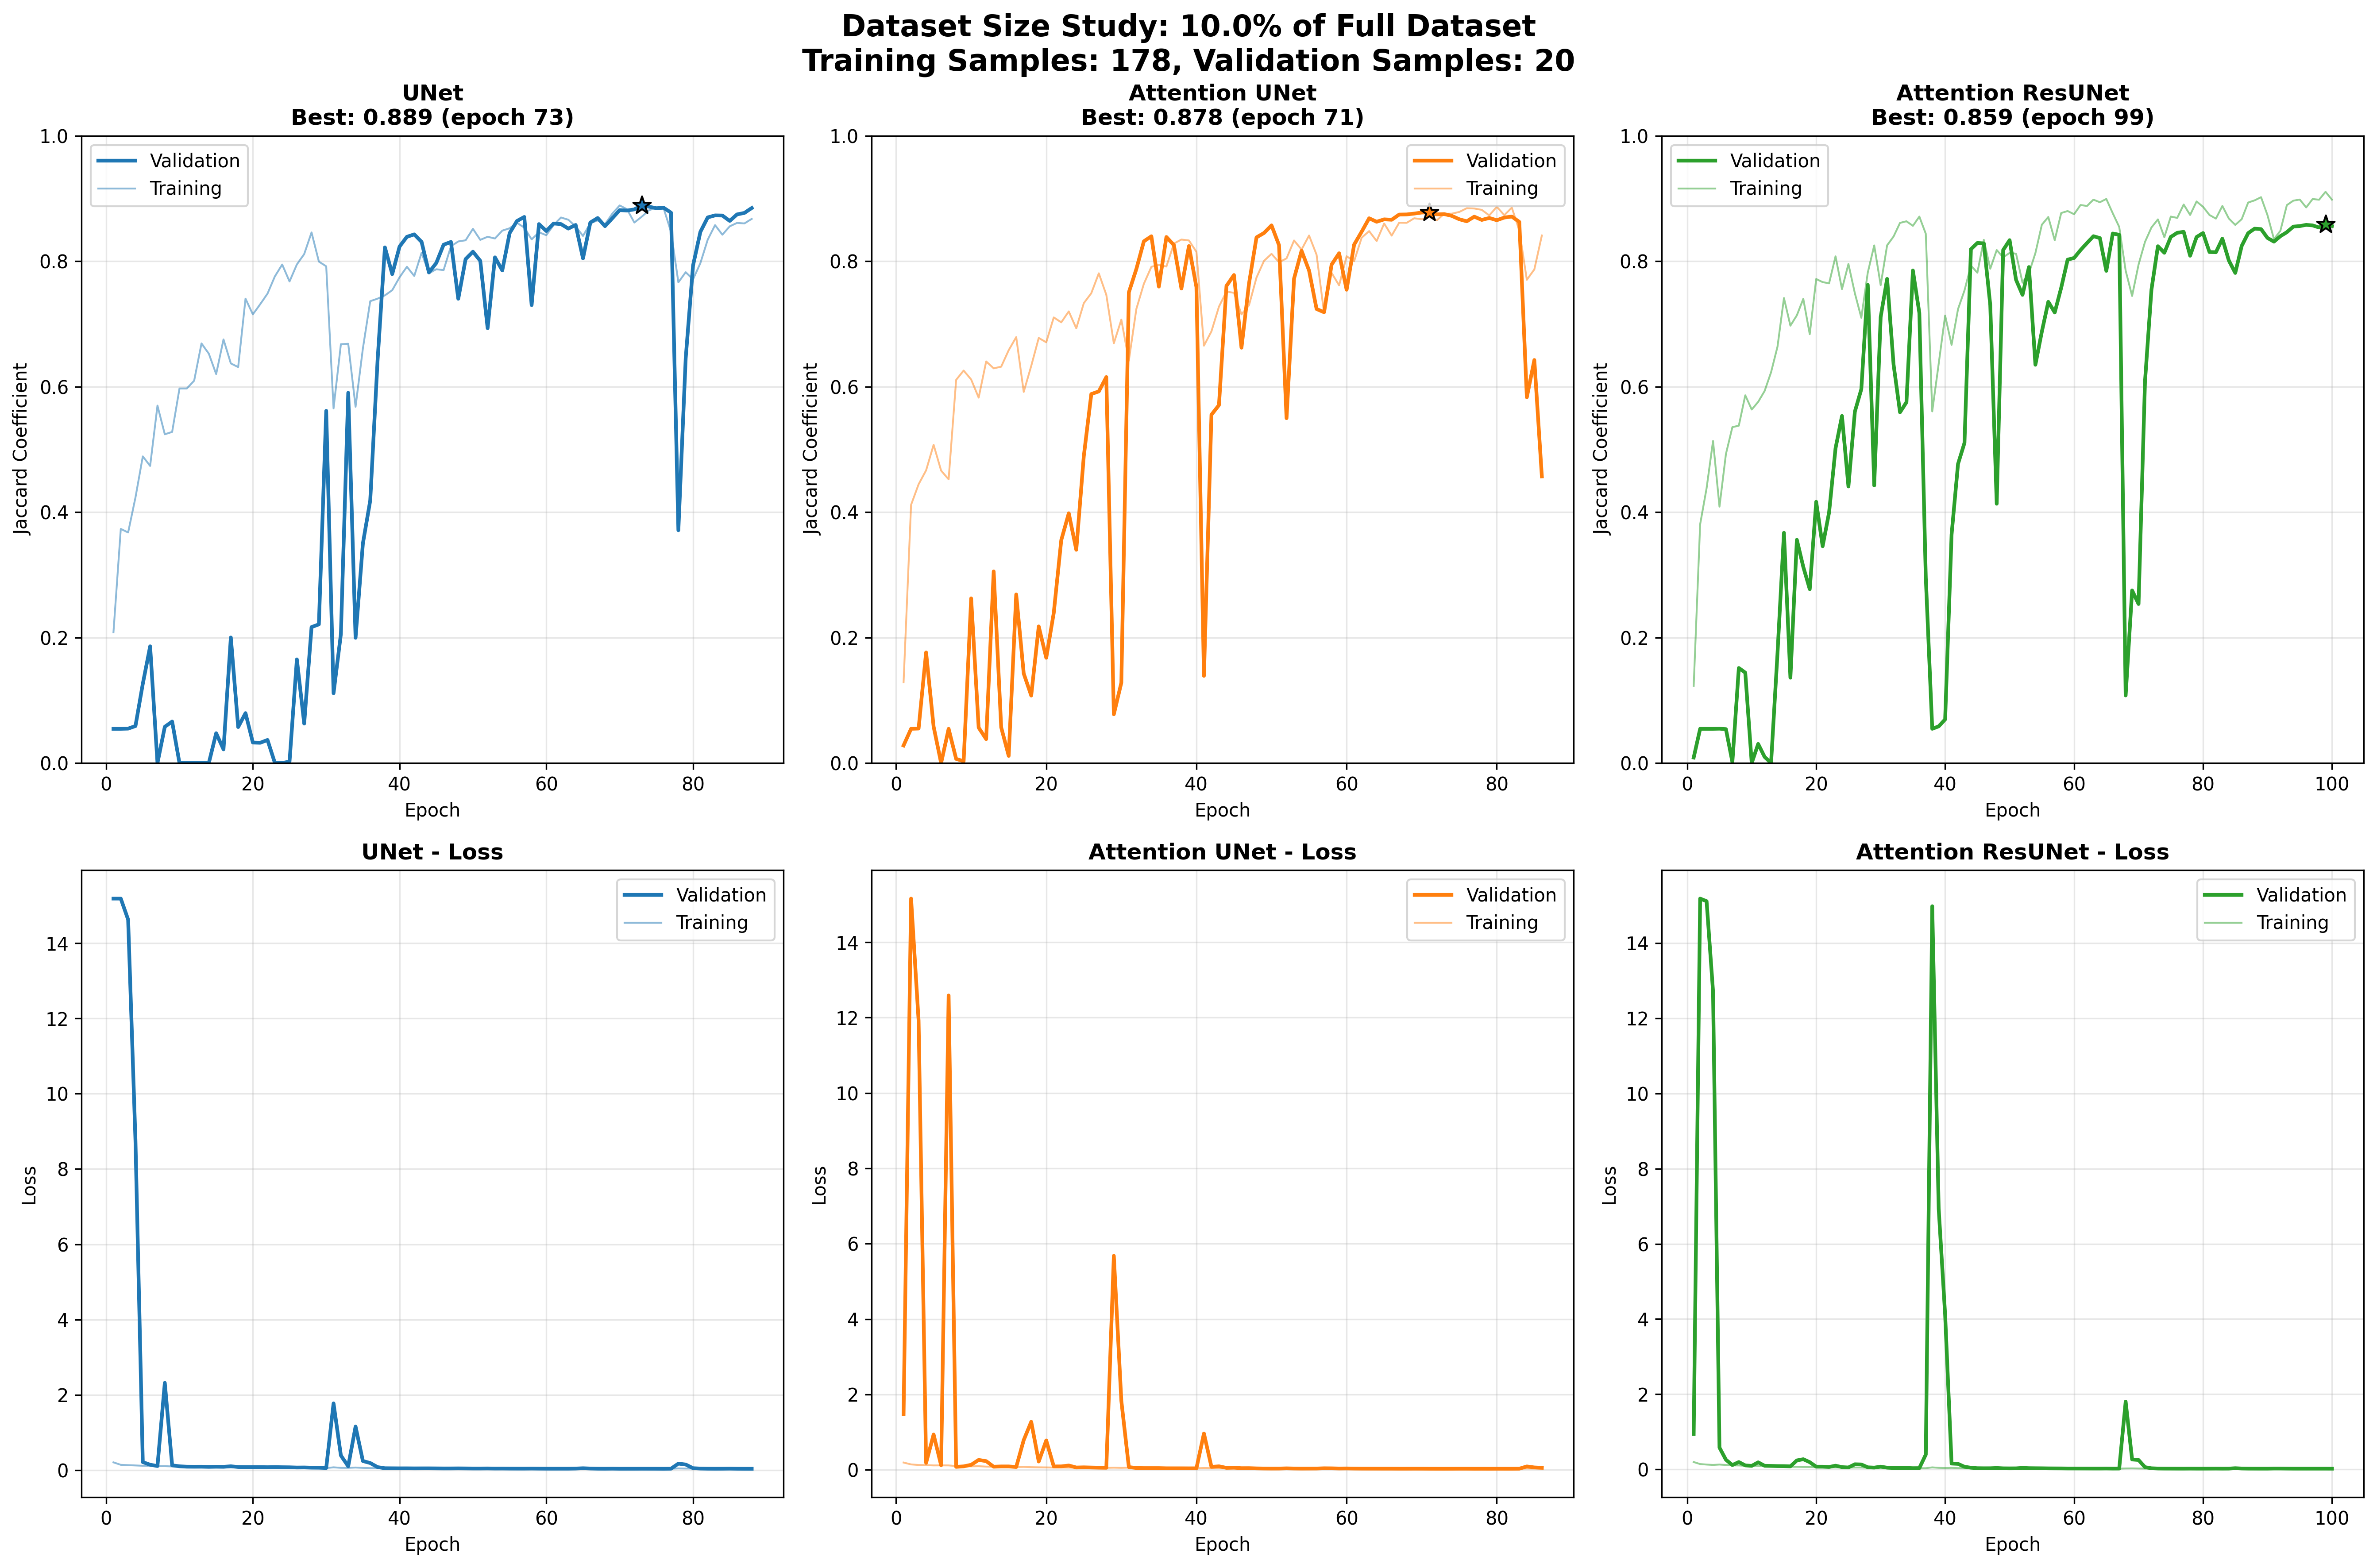 Dataset Size Study: 10.0% of Full Dataset
Training Samples: 178, Validation Samples: 20
UNet
Best: 0.889 (epoch 73)
1.0
0.8
0.6
0.4
0.2
0.0
Jaccard Coefficient
Validation
Training
0 20 40 60 80
Epoch
Attention UNet
Best: 0.878 (epoch 71)
1.0
0.8
0.6
0.4
0.2
0.0
Jaccard Coefficient
Validation
Training
0 20 40 60 80
Epoch
Attention ResUNet
Best: 0.859 (epoch 99)
1.0
0.8
0.6
0.4
0.2
0.0
Jaccard Coefficient
Validation
Training
0 20 40 60 80 100
Epoch
UNet - Loss
14
12
10
8
6
4
2
0
Loss
Validation
Training
0 20 40 60 80
Epoch
Attention UNet - Loss
14
12
10
8
6
4
2
0
Loss
Validation
Training
0 20 40 60 80
Epoch
Attention ResUNet - Loss
14
12
10
8
6
4
2
0
Loss
Validation
Training
0 20 40 60 80 100
Epoch